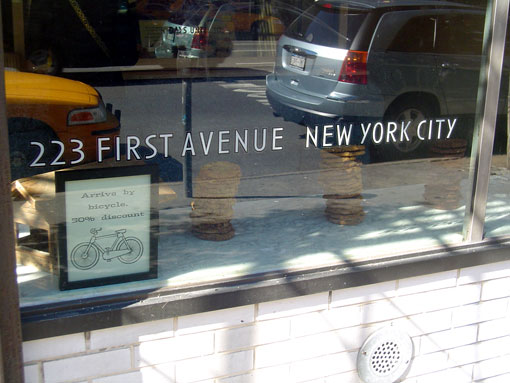 223 FIRST AVENUE NEW YORK CITY
Arrive by
bicycle.
30% discount